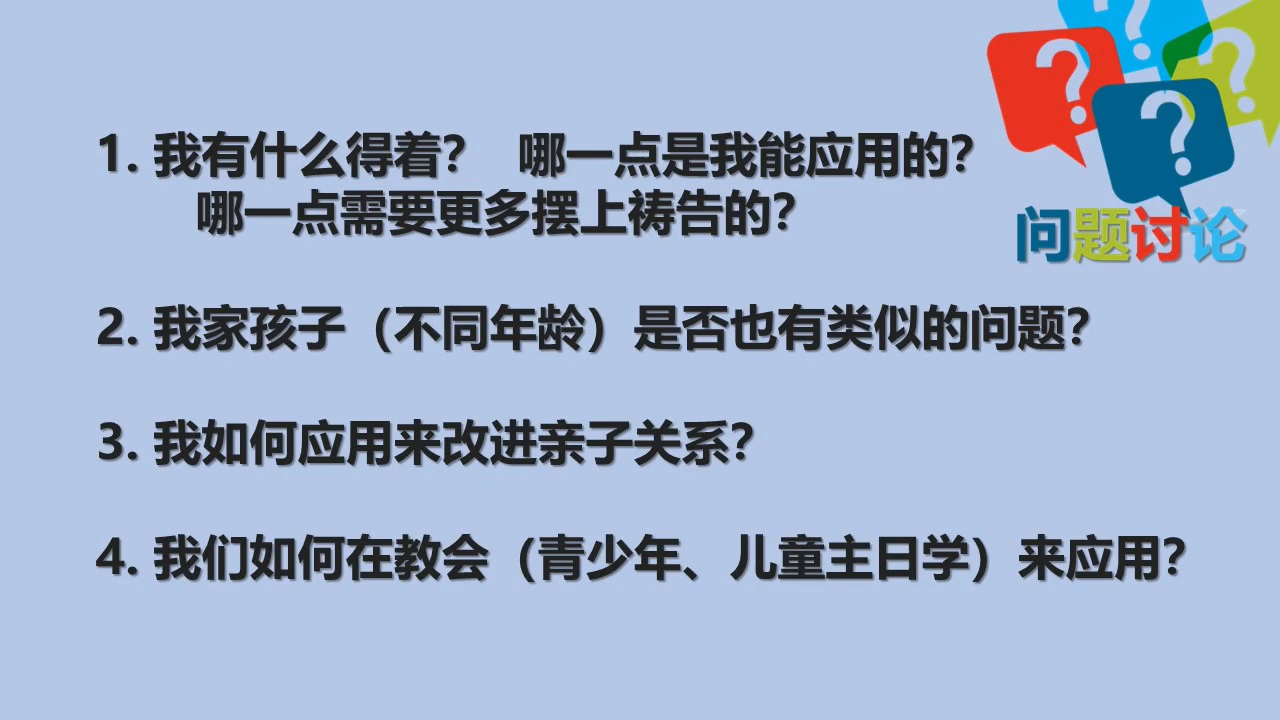 问题讨论
1. 我有什么得着？ 哪一点是我能应用的？
哪一点需要更多摆上祷告的？
2. 我家孩子（不同年龄）是否也有类似的问题？
3. 我如何应用来改进亲子关系？
4. 我们如何在教会（青少年、儿童主日学）来应用？